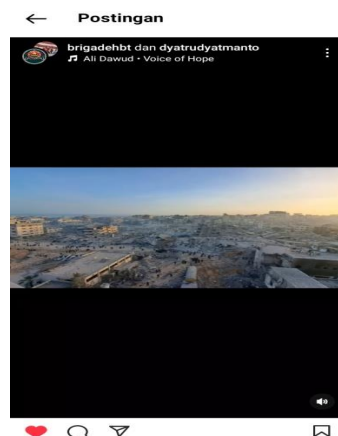 Postingan
brigadehbt dan dyatrudyatmanto
Ali Dawud • Voice of Hope